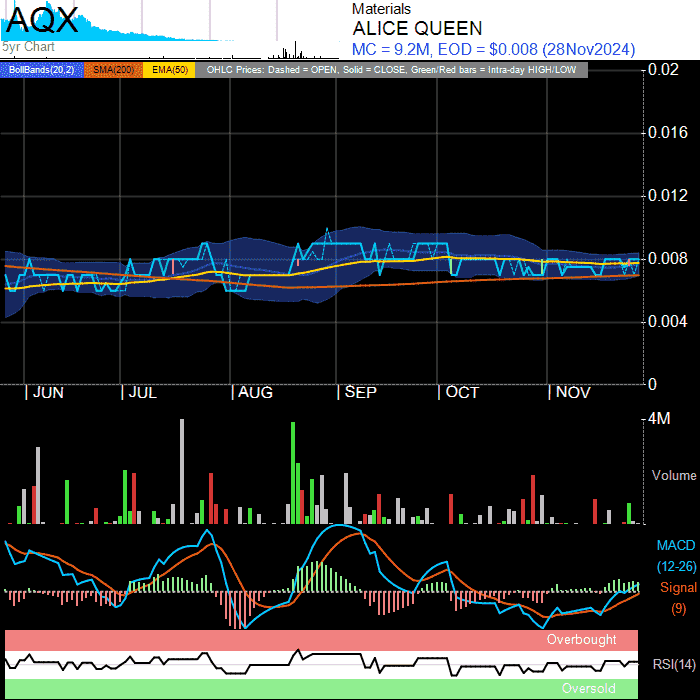 AQX
5yr Chart
Materials
ALICE QUEEN
MC = 9.2M, EOD = $0.008 (28Nov2024)
BollBands(20,2) SMA(200) EMA(50) OHLC Prices: Dashed = OPEN, Solid = CLOSE, Green/Red bars = Intra-day HIGH/LOW
0.02
0.016
0.012
0.008
0.004
0
JUN JUL AUG SEP OCT NOV
4M
Volume
MACD
(12-26)
Signal
(9)
Overbought
RSI(14)
Oversold